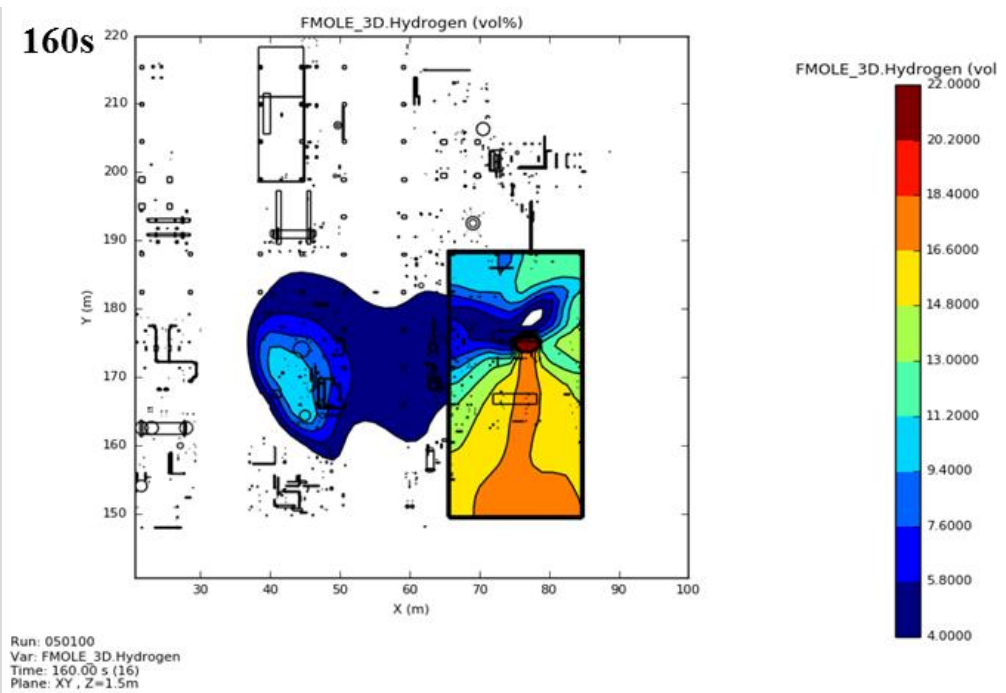 160s
FMOLE_3D.Hydrogen (vol%)
220
210
200
190
180
170
160
150
Y (m)
30 40 50 60 70 80 90 100
X (m)
FMOLE_3D.Hydrogen (vol
22.0000
20.2000
18.4000
16.6000
14.8000
13.0000
11.2000
9.4000
7.6000
5.8000
4.0000
Run: 050100
Var: FMOLE_3D.Hydrogen
Time: 160.00 s (16)
Plane: XY , Z=1.5m